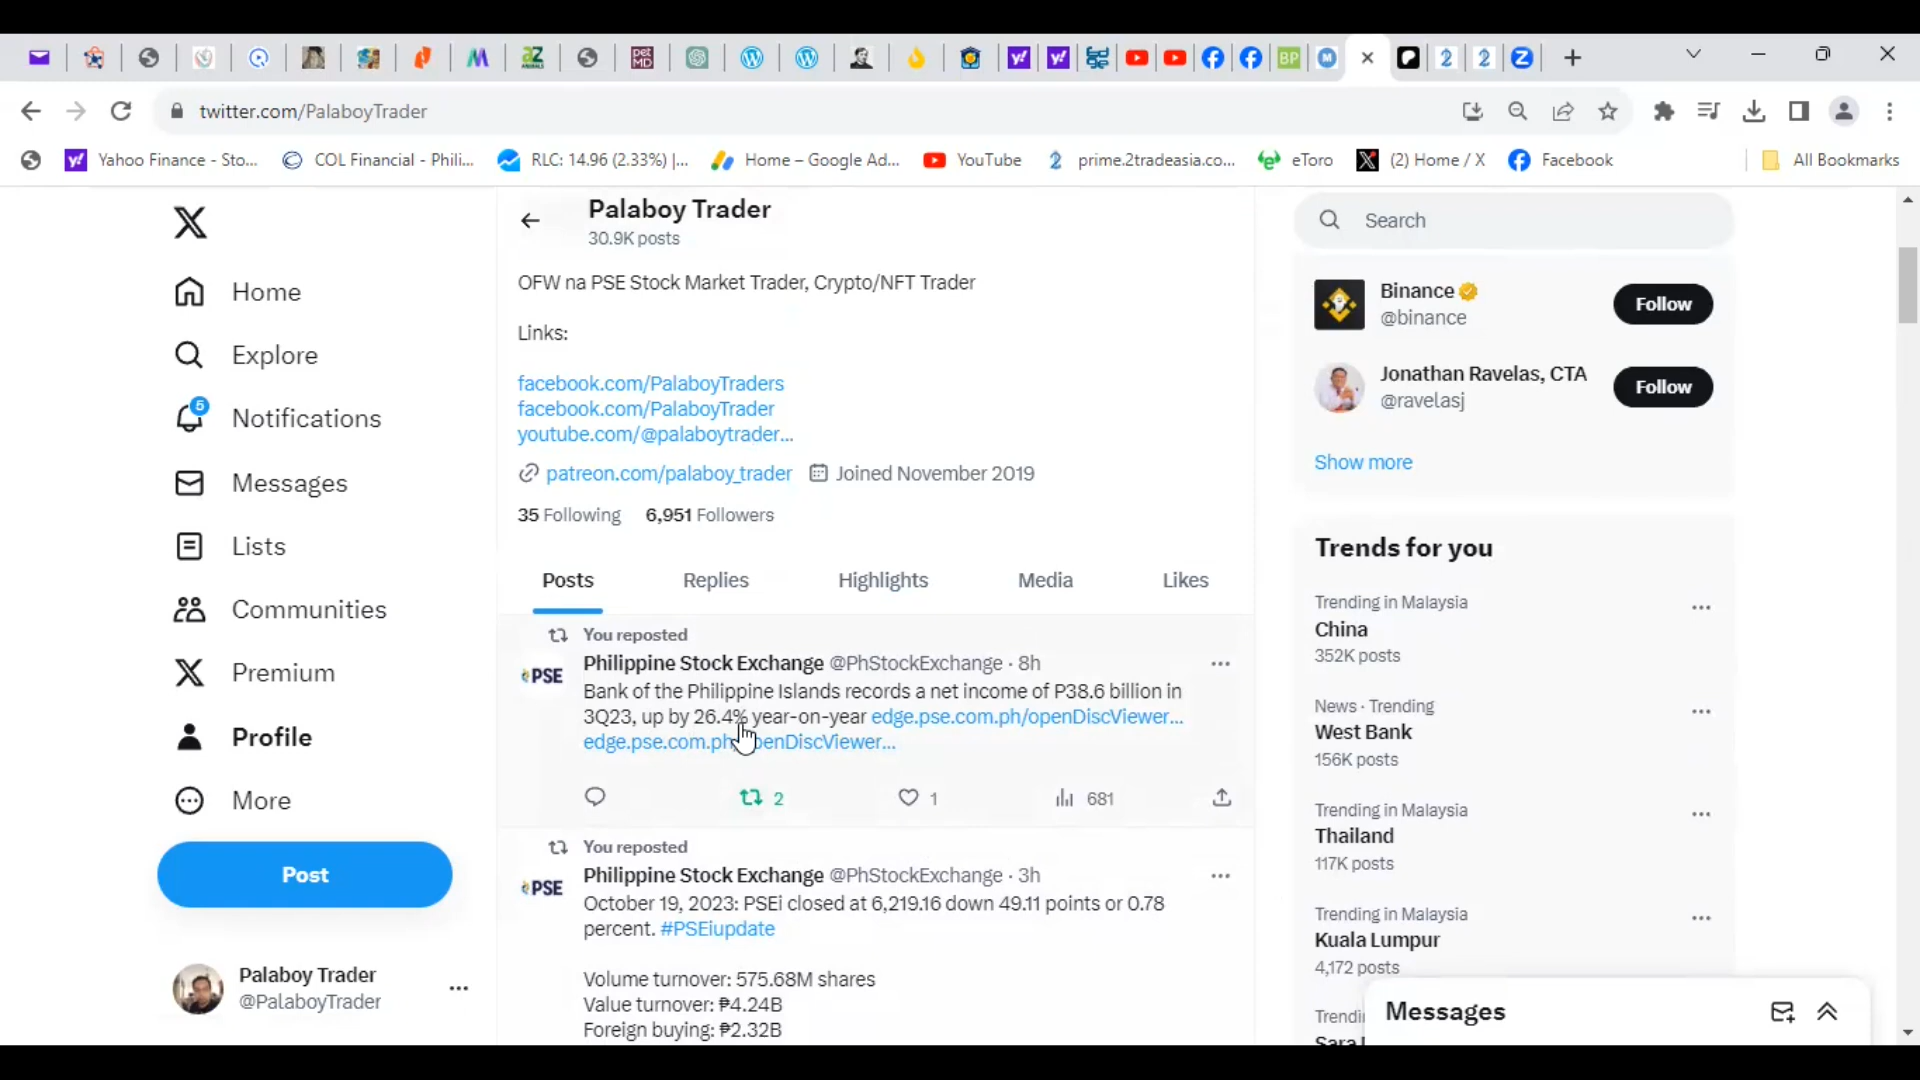 twitter.com/PalaboyTrader
Yahoo Finance - Sto...
COL Financial - Phili...
RLC: 14.96 (2.33%) |...
Home – Google Ad...
YouTube
prime.2tradeasia.co...
eToro
(2) Home / X
Facebook
All Bookmarks
Home
Explore
5
Notifications
Messages
Lists
Communities
Premium
Profile
More
Post
Palaboy Trader
@PalaboyTrader
Palaboy Trader
30.9K posts
OFW na PSE Stock Market Trader, Crypto/NFT Trader
Links:
facebook.com/PalaboyTraders
facebook.com/PalaboyTrader
youtube.com/@palaboytrader...
patreon.com/palaboy_trader Joined November 2019
35 Following 6,951 Followers
Posts Replies Highlights Media Likes
You reposted
PSE
Philippine Stock Exchange @PhStockExchange · 8h
Bank of the Philippine Islands records a net income of P38.6 billion in
3Q23, up by 26.4% year-on-year edge.pse.com.ph/openDiscViewer...
edge.pse.com.ph/openDiscViewer...
2 1 681
You reposted
PSE
Philippine Stock Exchange @PhStockExchange · 3h
October 19, 2023: PSEi closed at 6,219.16 down 49.11 points or 0.78
percent. #PSEiupdate
Volume turnover: 575.68M shares
Value turnover: ₱4.24B
Foreign buying: ₱2.32B
Search
Binance
@binance
Follow
Jonathan Ravelas, CTA
@ravelasj
Follow
Show more
Trends for you
Trending in Malaysia
China
352K posts
News · Trending
West Bank
156K posts
Trending in Malaysia
Thailand
117K posts
Trending in Malaysia
Kuala Lumpur
4,172 posts
Messages